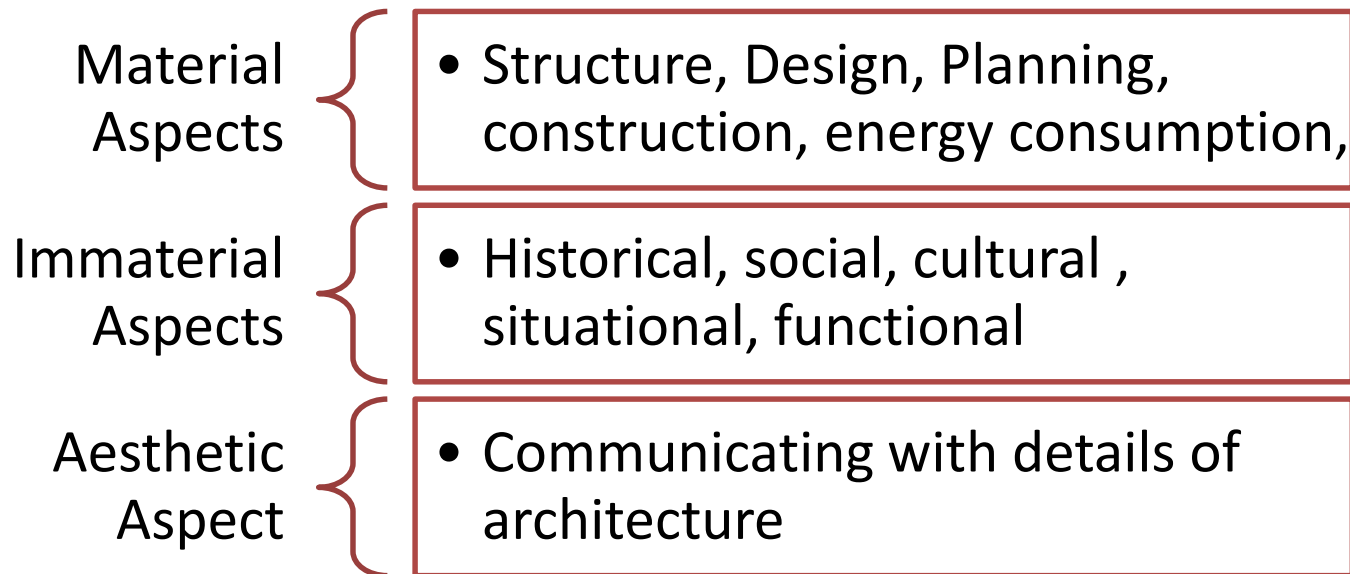 Material
Aspects
• Structure, Design, Planning,
construction, energy consumption,
Immaterial
Aspects
• Historical, social, cultural ,
situational, functional
Aesthetic
Aspect
• Communicating with details of
architecture